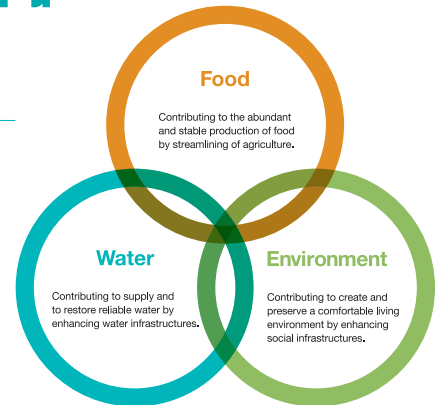 Food
Contributing to the abundant
and stable production of food
by streamlining of agriculture.
Water
Contributing to supply and
to restore reliable water by
enhancing water infrastructures.
Environment
Contributing to create and
preserve a comfortable living
environment by enhancing
social infrastructures.